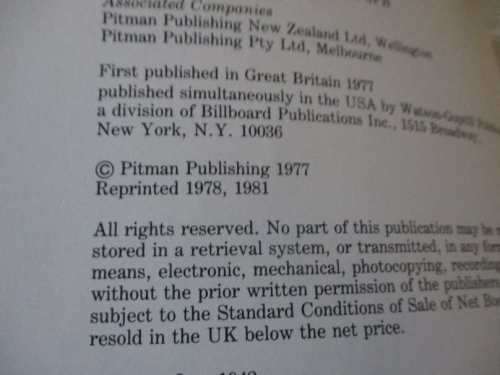 Associated Companies
Pitman Publishing New Zealand Ltd, Wellington
Pitman Publishing Pty Ltd, Melbourne
First published in Great Britain 1977
published simultaneously in the USA by Watson-Guptill
a division of Billboard Publications Inc., 1515 Broadway,
New York, N.Y. 10036
© Pitman Publishing 1977
Reprinted 1978, 1981
All rights reserved. No part of this publication may be
stored in a retrieval system, or transmitted, in any form
means, electronic, mechanical, photocopying, recording
without the prior written permission of the publishers
subject to the Standard Conditions of Sale of Net
resold in the UK below the net price.